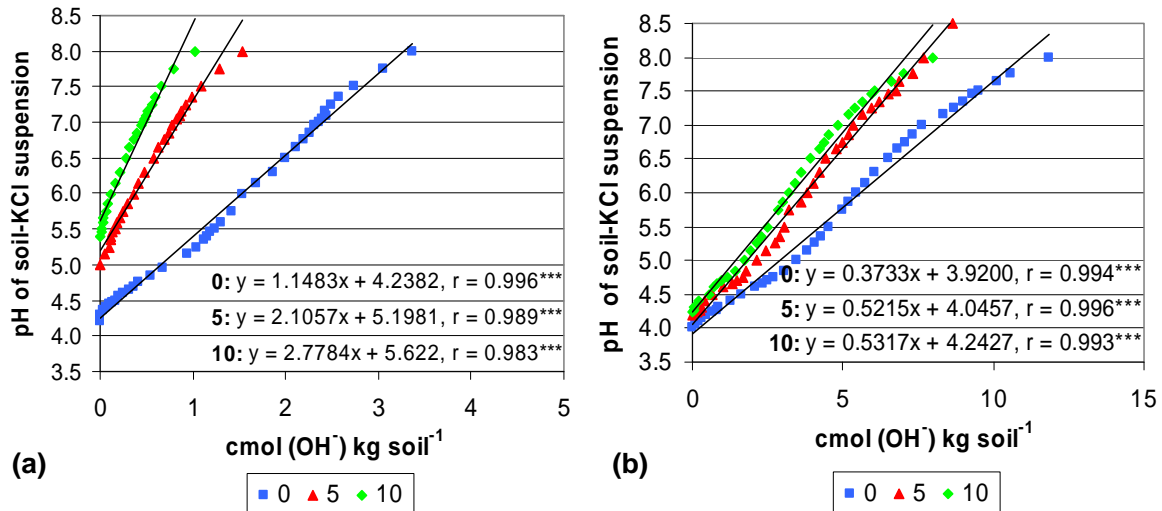 8.5
8.0
7.5
7.0
6.5
6.0
5.5
5.0
4.5
4.0
3.5
pH of soil-KCl suspension
0: y = 1.1483x + 4.2382, r = 0.996***
5: y = 2.1057x + 5.1981, r = 0.989***
10: y = 2.7784x + 5.622, r = 0.983***
0 1 2 3 4 5
cmol (OH⁻) kg soil⁻¹
(a)
0 5 10
8.5
8.0
7.5
7.0
6.5
6.0
5.5
5.0
4.5
4.0
3.5
pH of soil-KCl suspension
0: y = 0.3733x + 3.9200, r = 0.994***
5: y = 0.5215x + 4.0457, r = 0.996***
10: y = 0.5317x + 4.2427, r = 0.993***
0 5 10 15
cmol (OH⁻) kg soil⁻¹
(b)
0 5 10